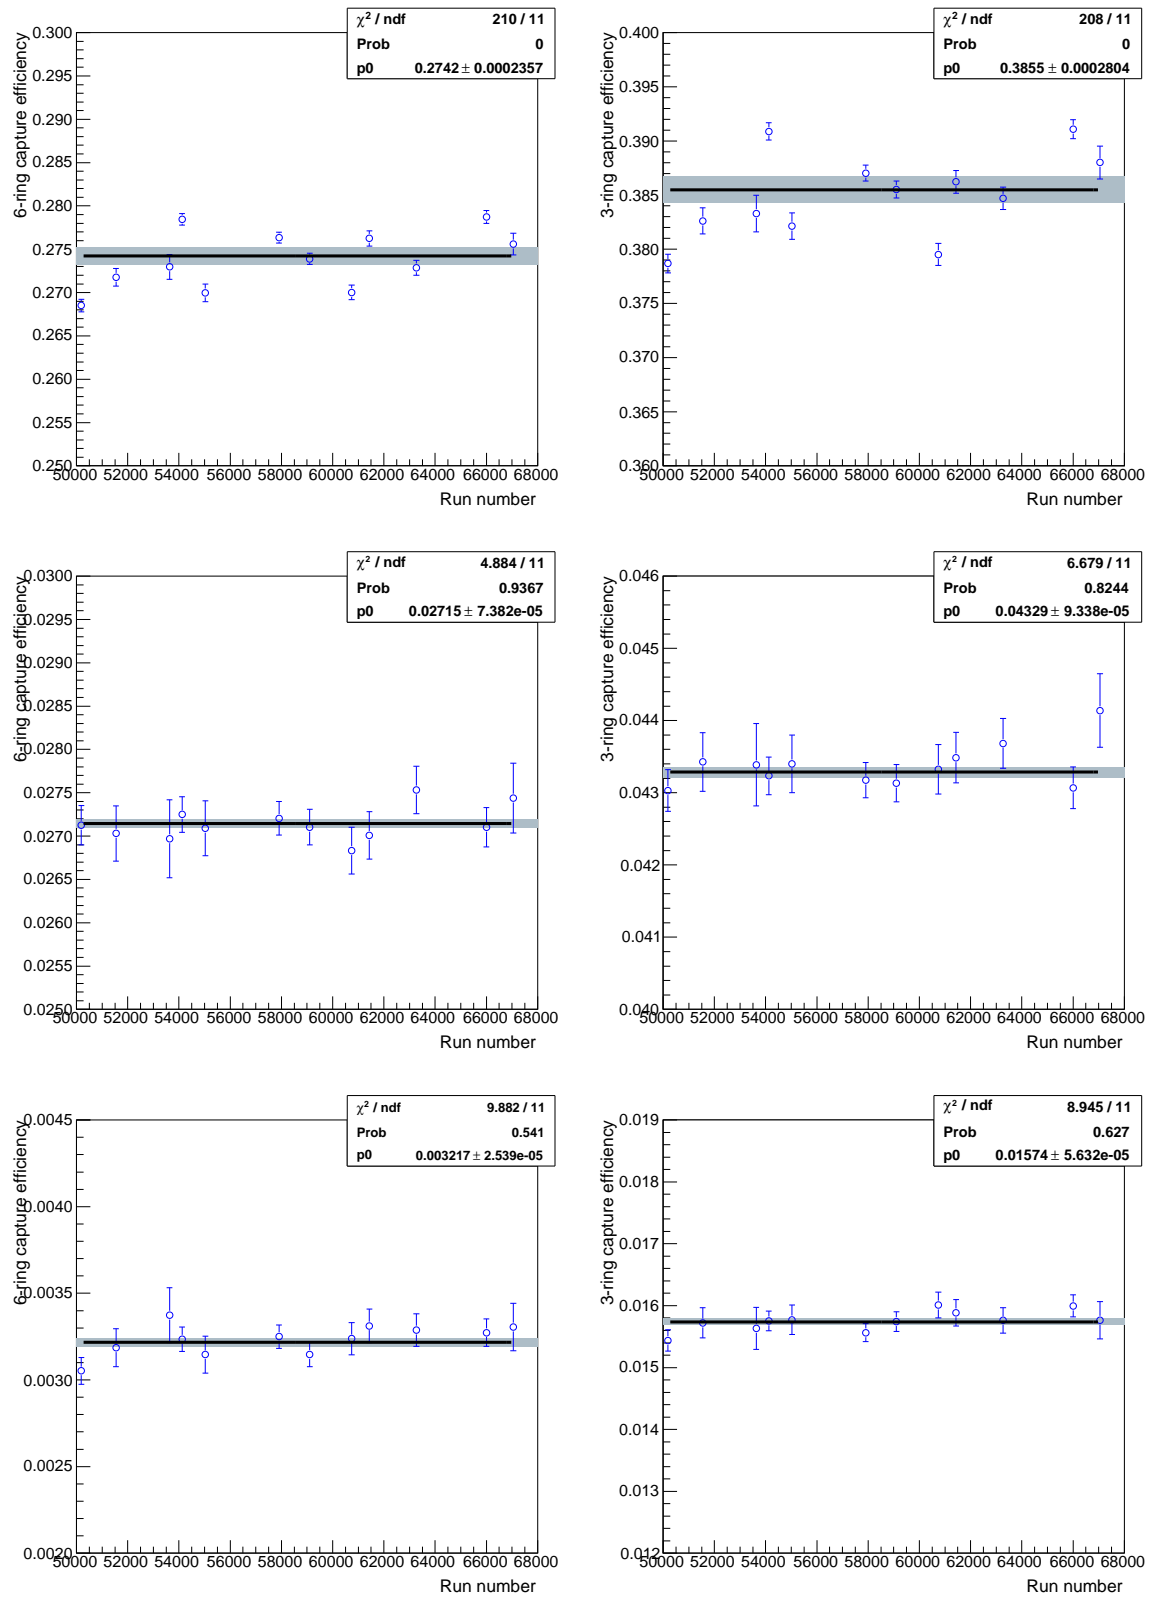 χ² / ndf 210 / 11
Prob 0
p0 0.2742 ± 0.0002357
6-ring capture efficiency
0.300
0.295
0.290
0.285
0.280
0.275
0.270
0.265
0.260
0.255
0.250
50000 52000 54000 56000 58000 60000 62000 64000 66000 68000
Run number
χ² / ndf 208 / 11
Prob 0
p0 0.3855 ± 0.0002804
3-ring capture efficiency
0.400
0.395
0.390
0.385
0.380
0.375
0.370
0.365
0.360
50000 52000 54000 56000 58000 60000 62000 64000 66000 68000
Run number
χ² / ndf 4.884 / 11
Prob 0.9367
p0 0.02715 ± 7.382e-05
6-ring capture efficiency
0.0300
0.0295
0.0290
0.0285
0.0280
0.0275
0.0270
0.0265
0.0260
0.0255
0.0250
50000 52000 54000 56000 58000 60000 62000 64000 66000 68000
Run number
χ² / ndf 6.679 / 11
Prob 0.8244
p0 0.04329 ± 9.338e-05
3-ring capture efficiency
0.046
0.045
0.044
0.043
0.042
0.041
0.040
50000 52000 54000 56000 58000 60000 62000 64000 66000 68000
Run number
χ² / ndf 9.882 / 11
Prob 0.541
p0 0.003217 ± 2.539e-05
6-ring capture efficiency
0.0045
0.0040
0.0035
0.0030
0.0025
0.0020
50000 52000 54000 56000 58000 60000 62000 64000 66000 68000
Run number
χ² / ndf 8.945 / 11
Prob 0.627
p0 0.01574 ± 5.632e-05
3-ring capture efficiency
0.019
0.018
0.017
0.016
0.015
0.014
0.013
0.012
50000 52000 54000 56000 58000 60000 62000 64000 66000 68000
Run number